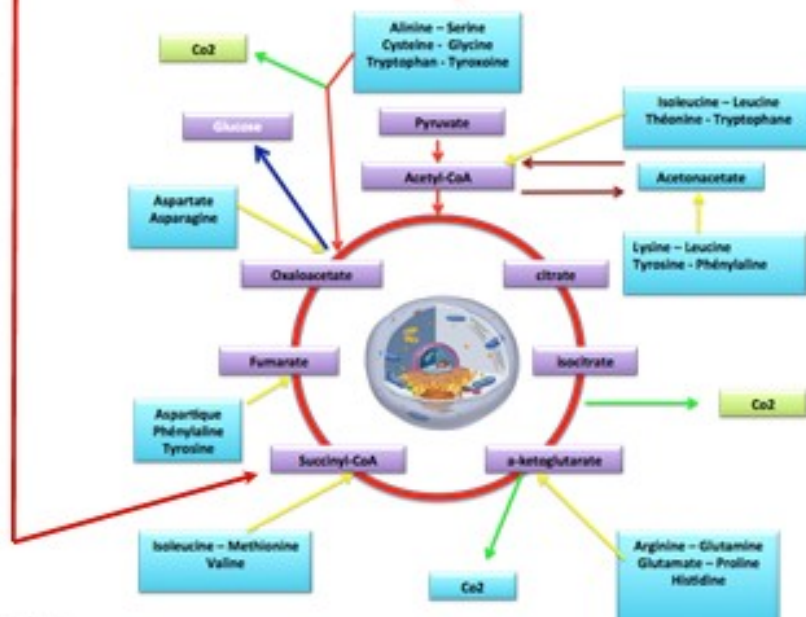 Alinine – Serine
Cysteine - Glycine
Tryptophan - Tyroxoine
Co2
Glucose
Pyruvate
Isoleucine – Leucine
Théonine - Tryptophane
Acetyl-CoA
Acetonacetate
Aspartate
Asparagine
Lysine – Leucine
Tyrosine - Phénylaline
Oxaloacetate
citrate
Fumarate
isocitrate
Co2
Aspartique
Phénylaline
Tyrosine
Succinyl-CoA
a-ketoglutarate
Isoleucine – Methionine
Valine
Co2
Arginine – Glutamine
Glutamate – Proline
Histidine